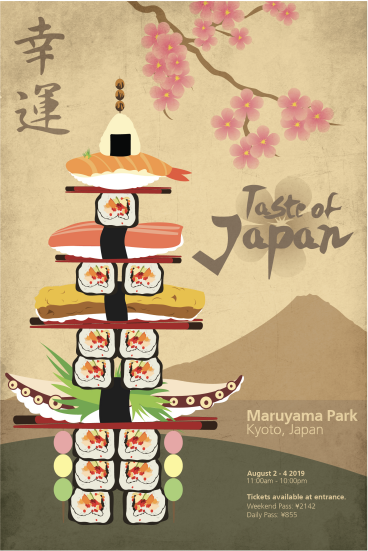 幸
運
Taste of
Japan
Maruyama Park
Kyoto, Japan
August 2 - 4 2019
11:00am - 10:00pm
Tickets available at entrance.
Weekend Pass: ¥2142
Daily Pass: ¥855